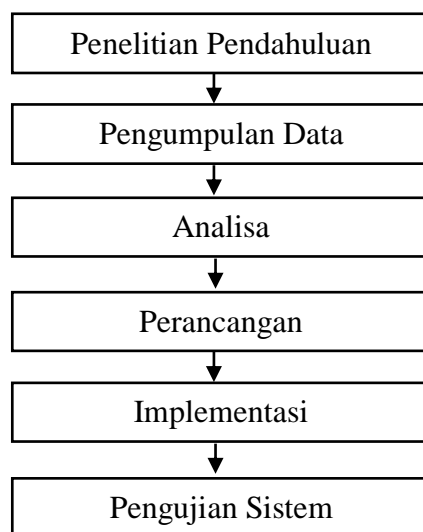 Penelitian Pendahuluan
Pengumpulan Data
Analisa
Perancangan
Implementasi
Pengujian Sistem